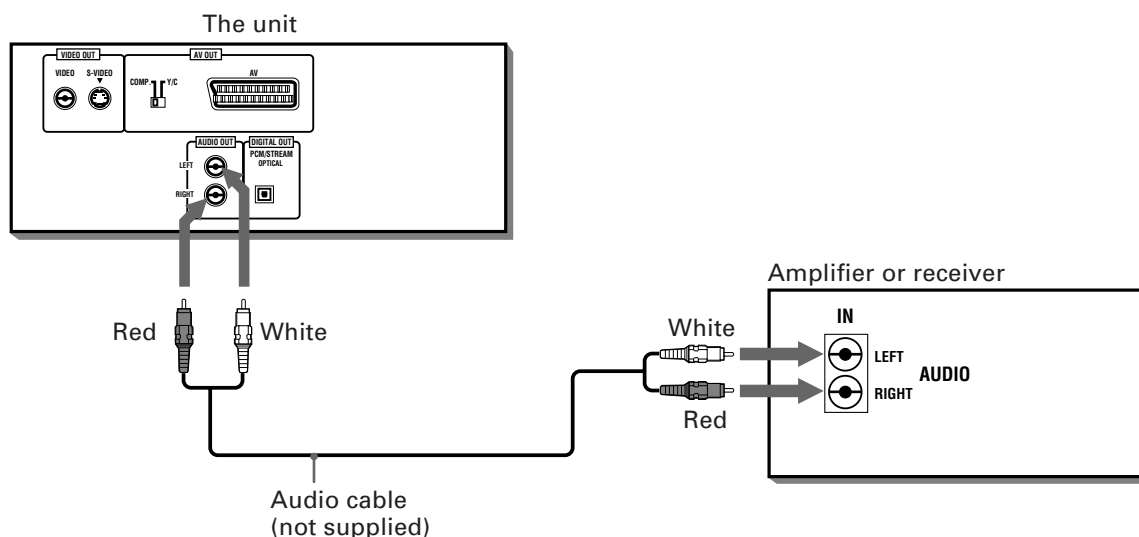 The unit
VIDEO OUT
AV OUT
VIDEO
S-VIDEO
COMP.
Y/C
AV
AUDIO OUT
DIGITAL OUT
LEFT
RIGHT
PCM/STREAM
OPTICAL
Red
White
Audio cable
(not supplied)
Amplifier or receiver
White
Red
IN
LEFT
RIGHT
AUDIO